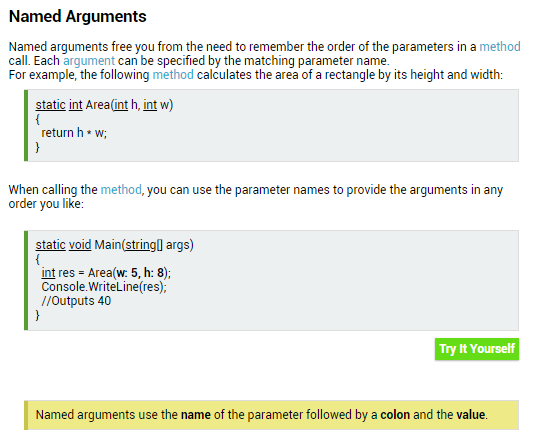 Named Arguments
Named arguments free you from the need to remember the order of the parameters in a method
call. Each argument can be specified by the matching parameter name.
For example, the following method calculates the area of a rectangle by its height and width:
static int Area(int h, int w)
{
return h * w;
}
When calling the method, you can use the parameter names to provide the arguments in any
order you like:
static void Main(string[] args)
{
int res = Area(w: 5, h: 8);
Console.WriteLine(res);
//Outputs 40
}
Try It Yourself
Named arguments use the name of the parameter followed by a colon and the value.